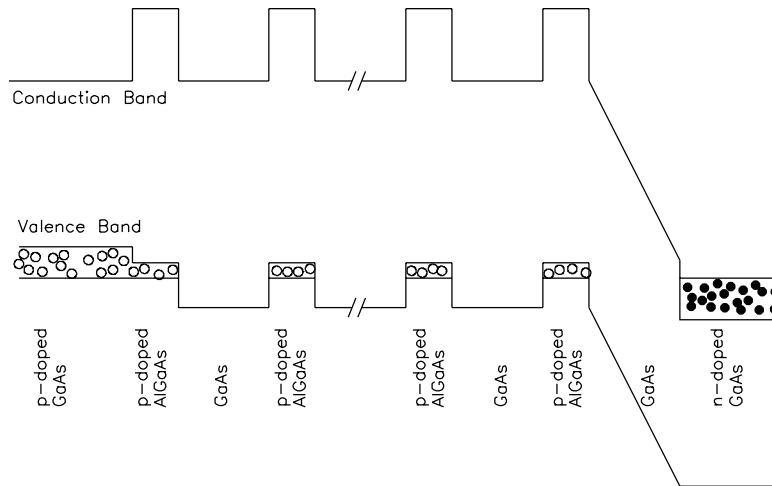 Conduction Band
Valence Band
p-doped
GaAs
p-doped
AlGaAs
GaAs
p-doped
AlGaAs
p-doped
AlGaAs
GaAs
p-doped
AlGaAs
GaAs
n-doped
GaAs